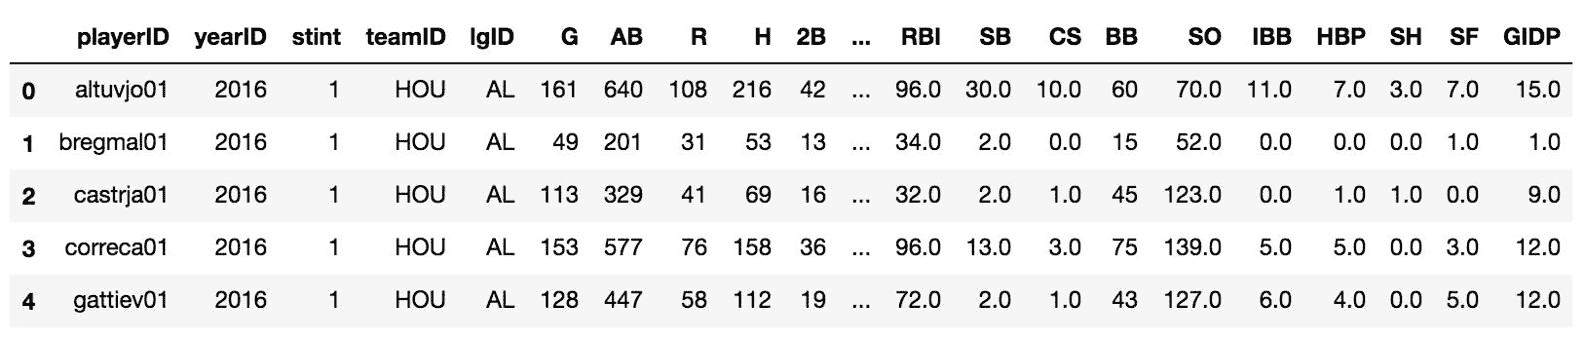 playerID yearID stint teamID lgID G AB R H 2B ... RBI SB CS BB SO IBB HBP SH SF GIDP
0 altuvjo01 2016 1 HOU AL 161 640 108 216 42 ... 96.0 30.0 10.0 60 70.0 11.0 7.0 3.0 7.0 15.0
1 bregmal01 2016 1 HOU AL 49 201 31 53 13 ... 34.0 2.0 0.0 15 52.0 0.0 0.0 0.0 1.0 1.0
2 castrja01 2016 1 HOU AL 113 329 41 69 16 ... 32.0 2.0 1.0 45 123.0 0.0 1.0 1.0 0.0 9.0
3 correca01 2016 1 HOU AL 153 577 76 158 36 ... 96.0 13.0 3.0 75 139.0 5.0 5.0 0.0 3.0 12.0
4 gattiev01 2016 1 HOU AL 128 447 58 112 19 ... 72.0 2.0 1.0 43 127.0 6.0 4.0 0.0 5.0 12.0